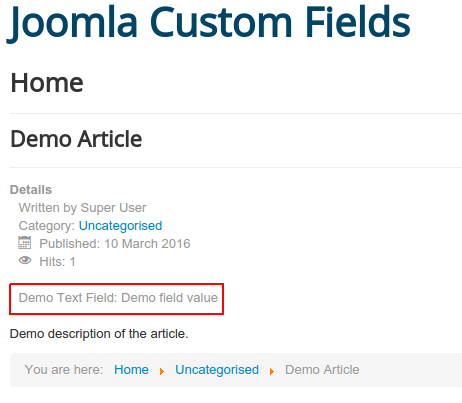 Joomla Custom Fields
Home
Demo Article
Details
Written by Super User
Category: Uncategorised
Published: 10 March 2016
Hits: 1
Demo Text Field: Demo field value
Demo description of the article.
You are here: Home Uncategorised Demo Article